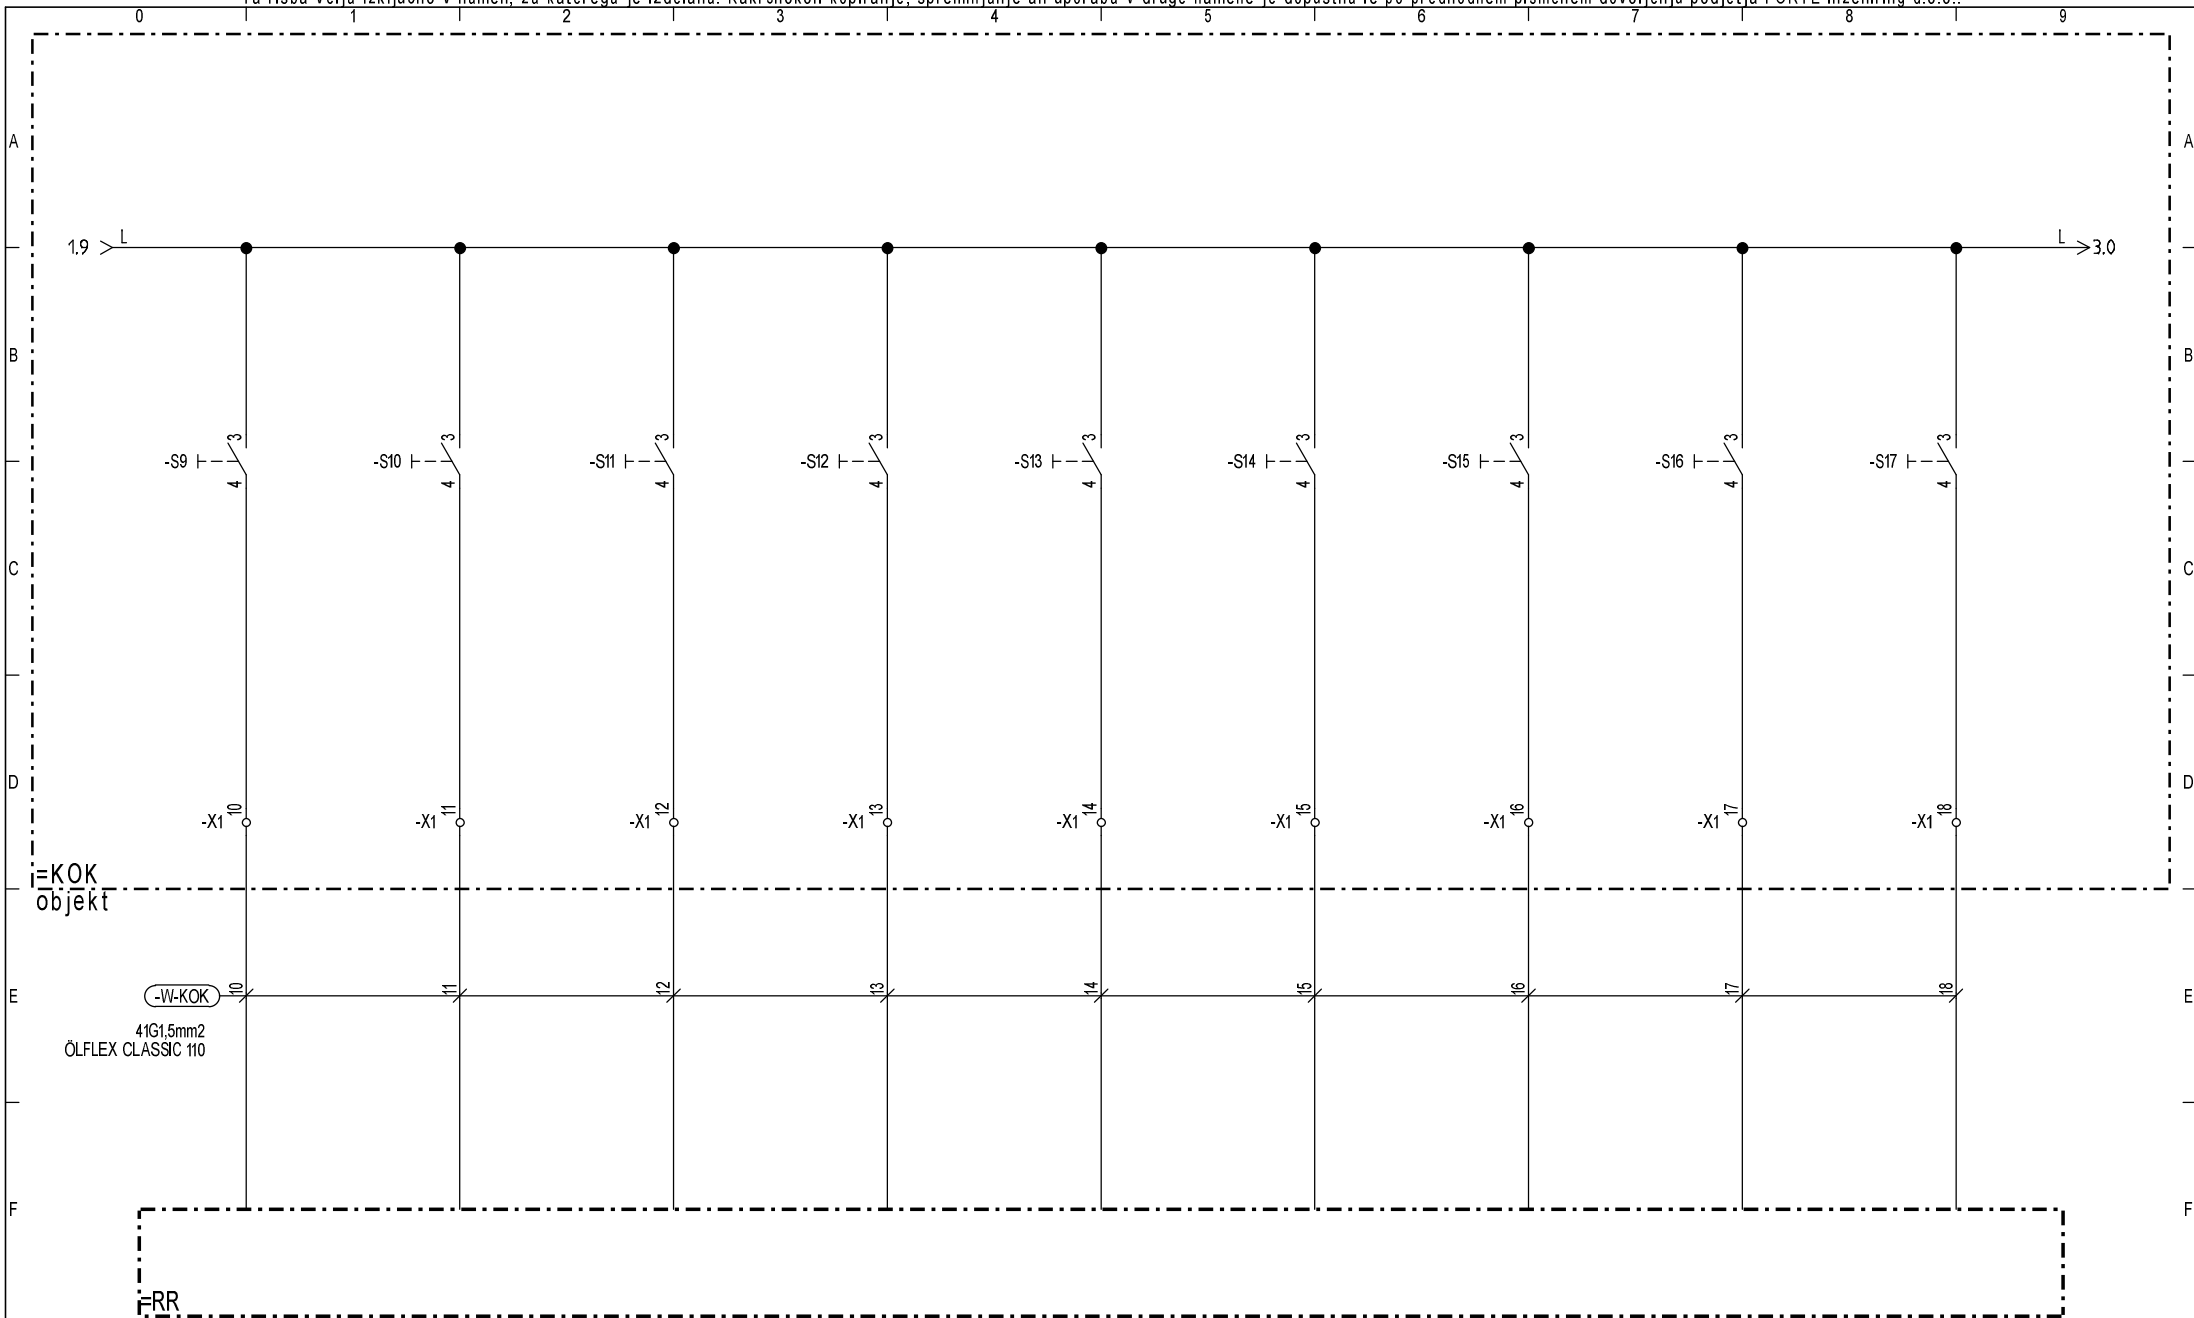 0 1 2 3 4 5 6 7 8 9
A A
1.9 L L 3.0
B B
3 3 3 3 3 3 3 3 3
-S9 -S10 -S11 -S12 -S13 -S14 -S15 -S16 -S17
4 4 4 4 4 4 4 4 4
C C
D D
-X1 10 -X1 11 -X1 12 -X1 13 -X1 14 -X1 15 -X1 16 -X1 17 -X1 18
=KOK
objekt
E -W-KOK 10 11 12 13 14 15 16 17 18 E
41G1,5mm2
ÖLFLEX CLASSIC 110
F F
=RR